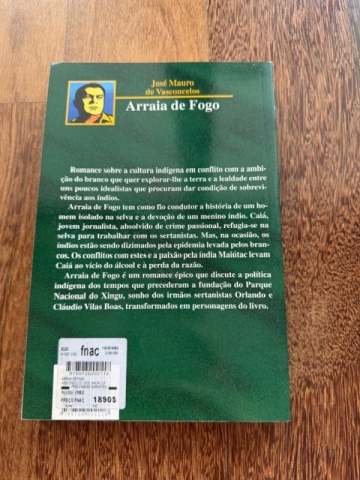 José Mauro
de Vasconcelos
Arraia de Fogo
Romance sobre a cultura indígena em conflito com a ambi-
ção do branco que quer explorar-lhe a terra e a lealdade entre
uns poucos idealistas que procuram dar condição de sobrevi-
vência aos índios.
Arraia de Fogo tem como fio condutor a história de um ho-
mem isolado na selva e a devoção de um menino índio. Caiá,
jovem jornalista, absolvido de crime passional, refugia-se na
selva para trabalhar com os sertanistas. Mas, na ocasião, os
índios estão sendo dizimados pela epidemia levada pelos bran-
cos. Os conflitos com estes e a paixão pela índia Maiútac levam
Caiá ao vício do álcool e à perda da razão.
Arraia de Fogo é um romance épico que discute a política
indígena dos tempos que precederam a fundação do Parque
Nacional do Xingu, sonho dos irmãos sertanistas Orlando e
Cláudio Vilas Boas, transformados em personagens do livro.
fnac
PREÇO FNAC
1890$